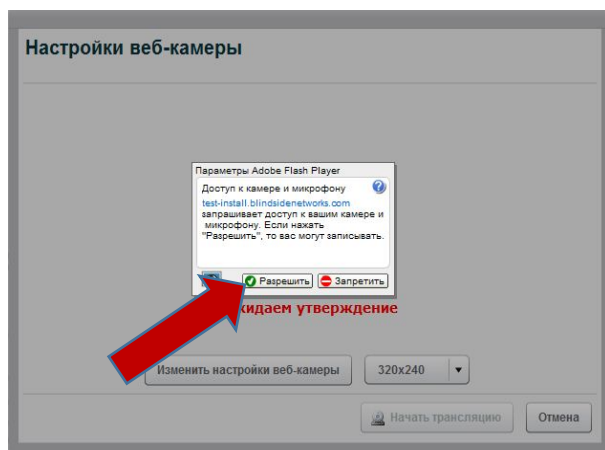 Настройки веб-камеры
Параметры Adobe Flash Player
Доступ к камере и микрофону
test-install.blindsidenetworks.com
запрашивает доступ к вашим камере и
микрофону. Если нажать
"Разрешить", то вас могут записывать.
Разрешить Запретить
кидаем утверждение
Изменить настройки веб-камеры 320x240
Начать трансляцию Отмена